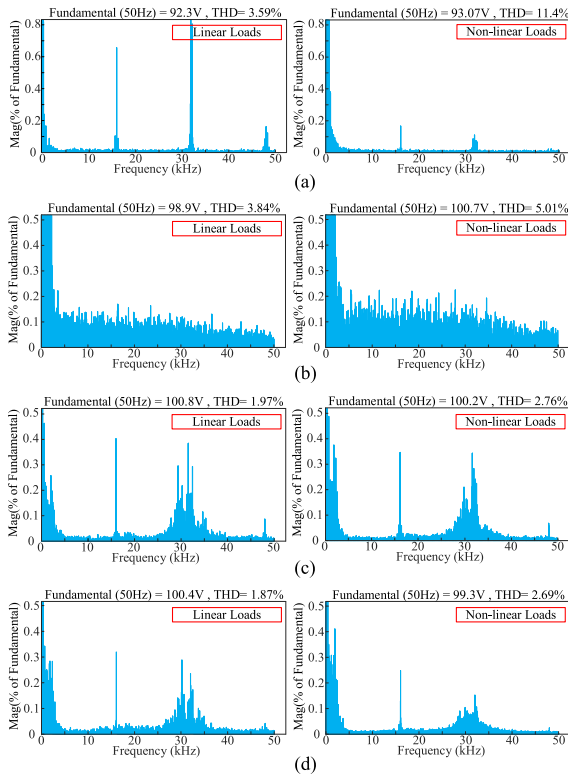 Fundamental (50Hz) = 92.3V , THD= 3.59%
Linear Loads
Mag(% of Fundamental)
0.8
0.6
0.4
0.2
0
0 10 20 30 40 50
Frequency (kHz)
Fundamental (50Hz) = 93.07V , THD= 11.4%
Non-linear Loads
Mag(% of Fundamental)
0.8
0.6
0.4
0.2
0
0 10 20 30 40 50
Frequency (kHz)
(a)
Fundamental (50Hz) = 98.9V , THD= 3.84%
Linear Loads
Mag(% of Fundamental)
0.5
0.4
0.3
0.2
0.1
0
0 10 20 30 40 50
Frequency (kHz)
Fundamental (50Hz) = 100.7V , THD= 5.01%
Non-linear Loads
Mag(% of Fundamental)
0.5
0.4
0.3
0.2
0.1
0
0 10 20 30 40 50
Frequency (kHz)
(b)
Fundamental (50Hz) = 100.8V , THD= 1.97%
Linear Loads
Mag(% of Fundamental)
0.5
0.4
0.3
0.2
0.1
0
0 10 20 30 40 50
Frequency (kHz)
Fundamental (50Hz) = 100.2V , THD= 2.76%
Non-linear Loads
Mag(% of Fundamental)
0.5
0.4
0.3
0.2
0.1
0
0 10 20 30 40 50
Frequency (kHz)
(c)
Fundamental (50Hz) = 100.4V , THD= 1.87%
Linear Loads
Mag(% of Fundamental)
0.5
0.4
0.3
0.2
0.1
0
0 10 20 30 40 50
Frequency (kHz)
Fundamental (50Hz) = 99.3V , THD= 2.69%
Non-linear Loads
Mag(% of Fundamental)
0.5
0.4
0.3
0.2
0.1
0
0 10 20 30 40 50
Frequency (kHz)
(d)